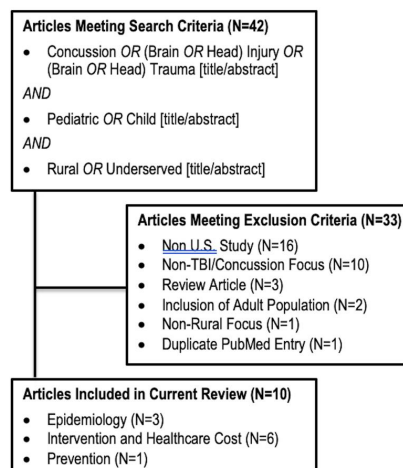 Articles Meeting Search Criteria (N=42)
• Concussion OR (Brain OR Head) Injury OR
(Brain OR Head) Trauma [title/abstract]
AND
• Pediatric OR Child [title/abstract]
AND
• Rural OR Underserved [title/abstract]
Articles Meeting Exclusion Criteria (N=33)
• Non U.S. Study (N=16)
• Non-TBI/Concussion Focus (N=10)
• Review Article (N=3)
• Inclusion of Adult Population (N=2)
• Non-Rural Focus (N=1)
• Duplicate PubMed Entry (N=1)
Articles Included in Current Review (N=10)
• Epidemiology (N=3)
• Intervention and Healthcare Cost (N=6)
• Prevention (N=1)